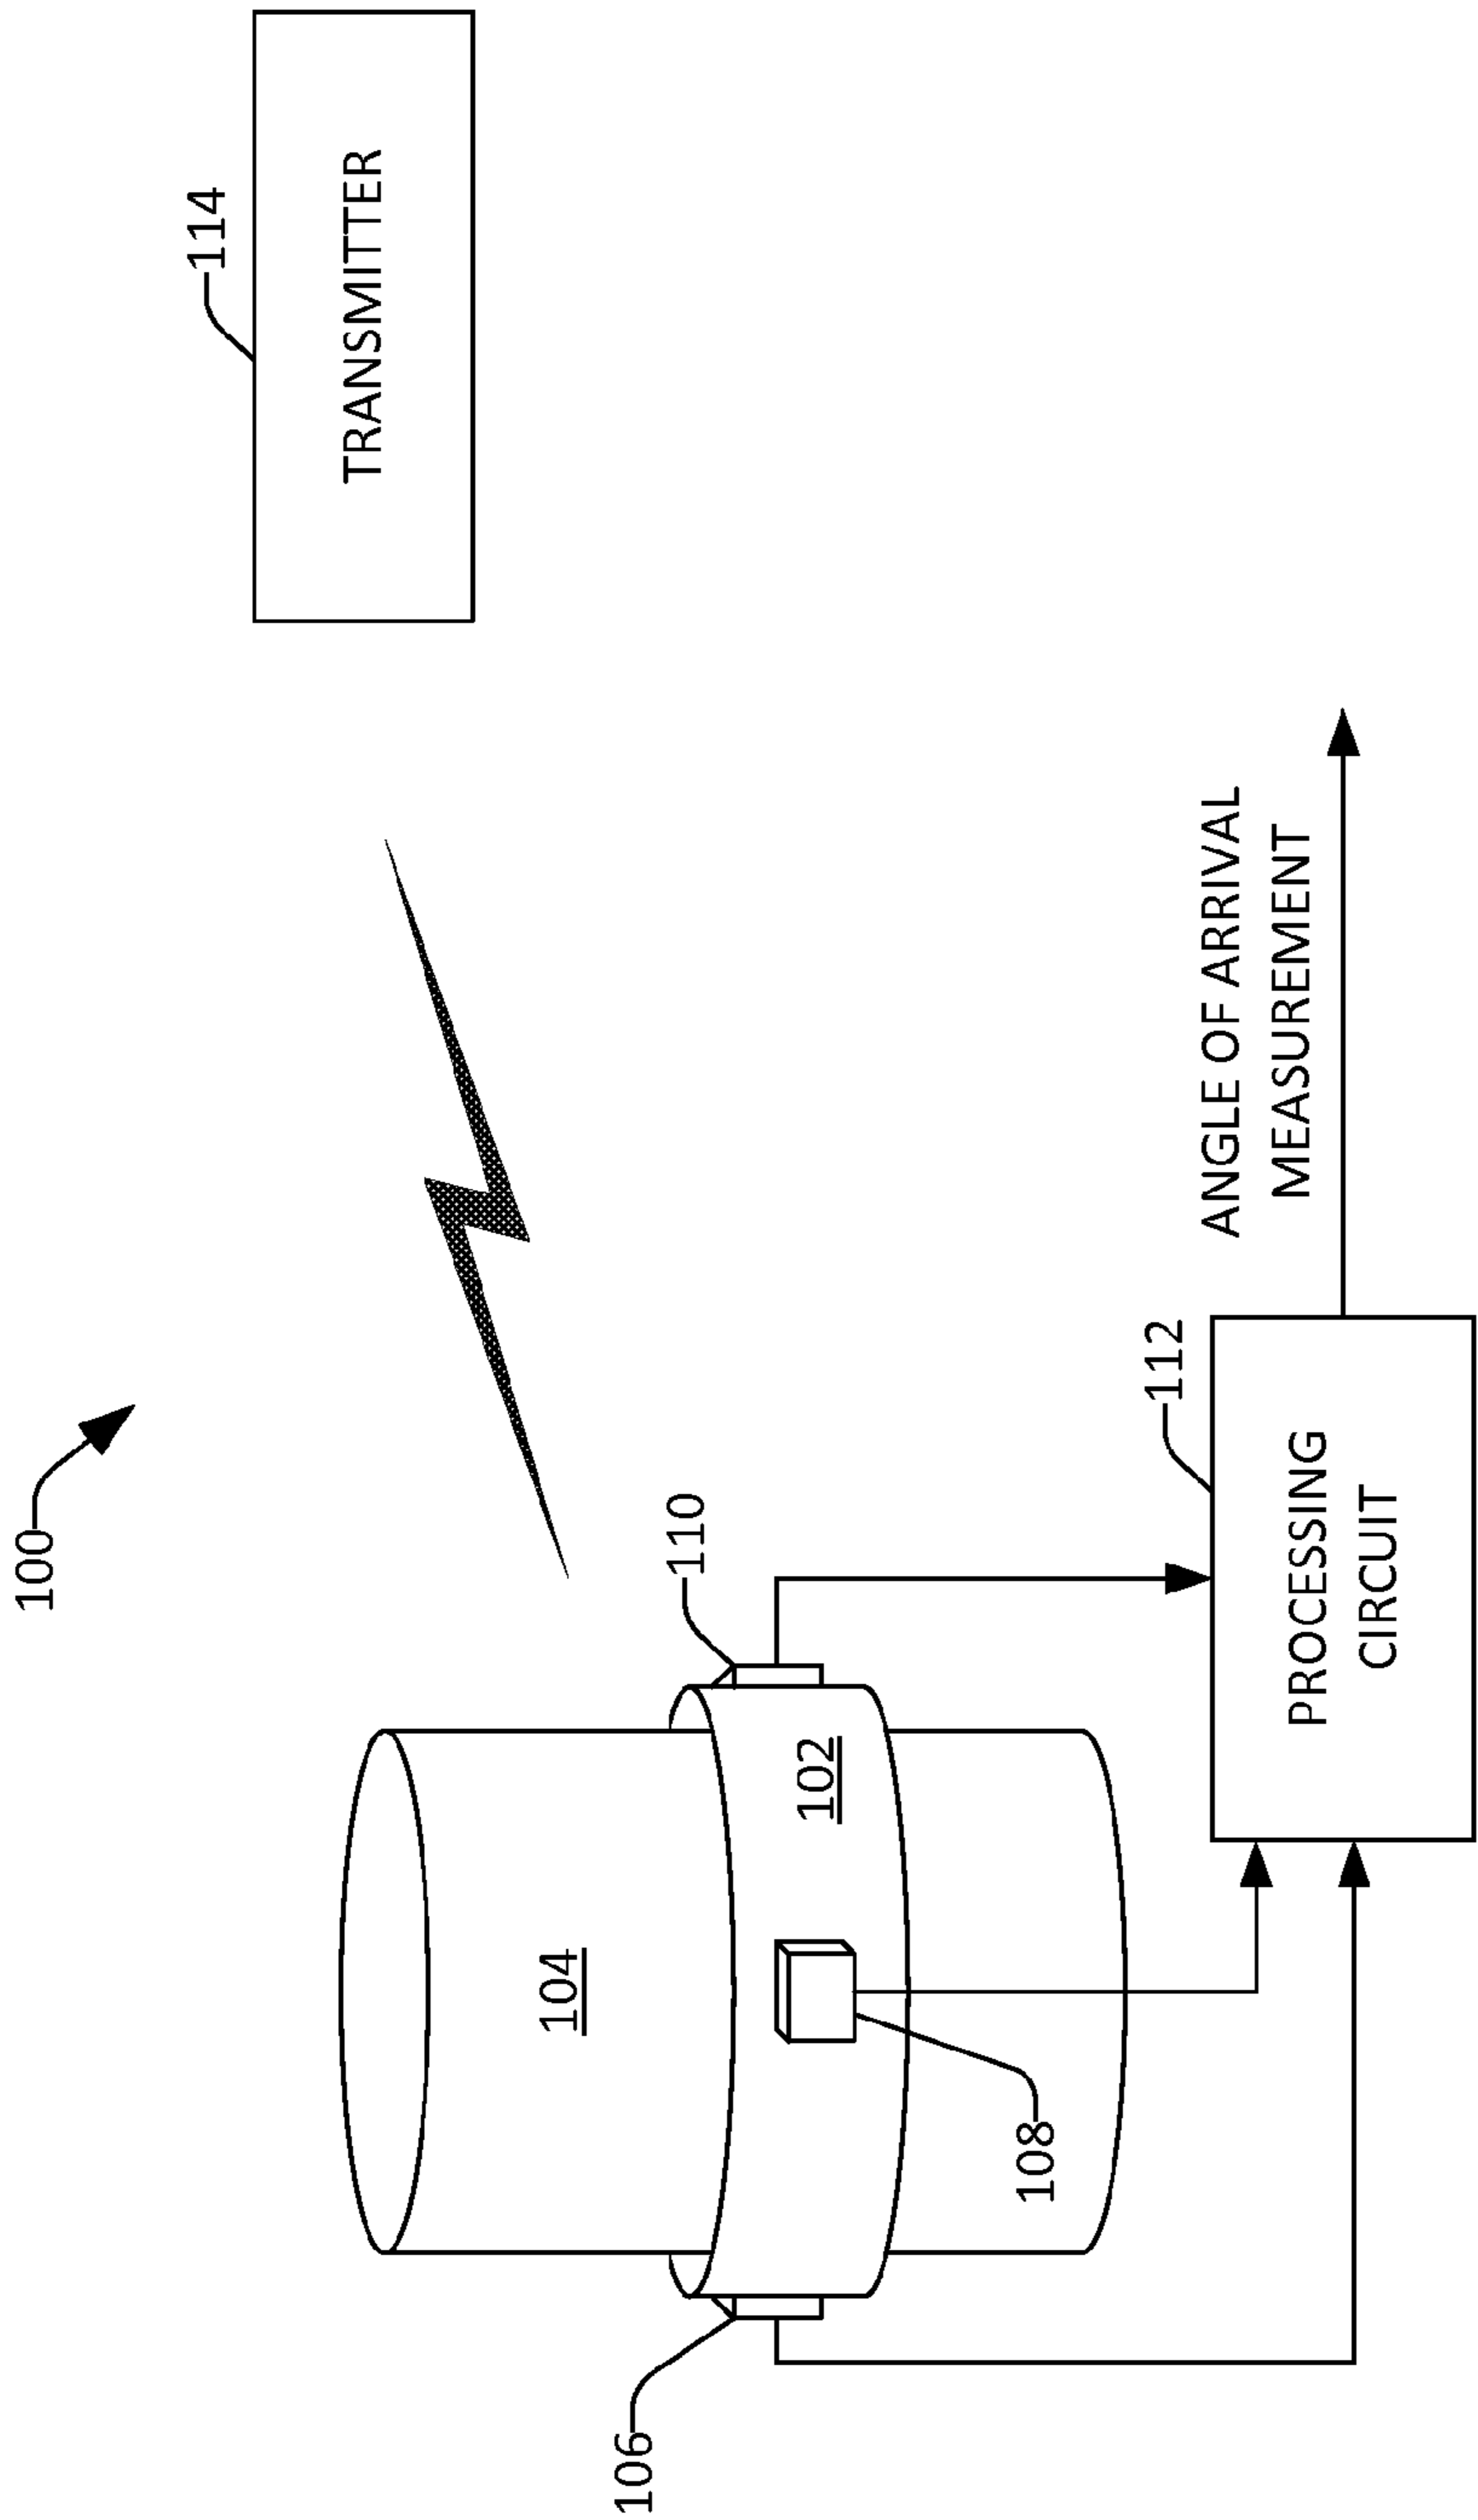 100
114
TRANSMITTER
104
110
106
102
108
112
ANGLE OF ARRIVAL
MEASUREMENT
PROCESSING
CIRCUIT